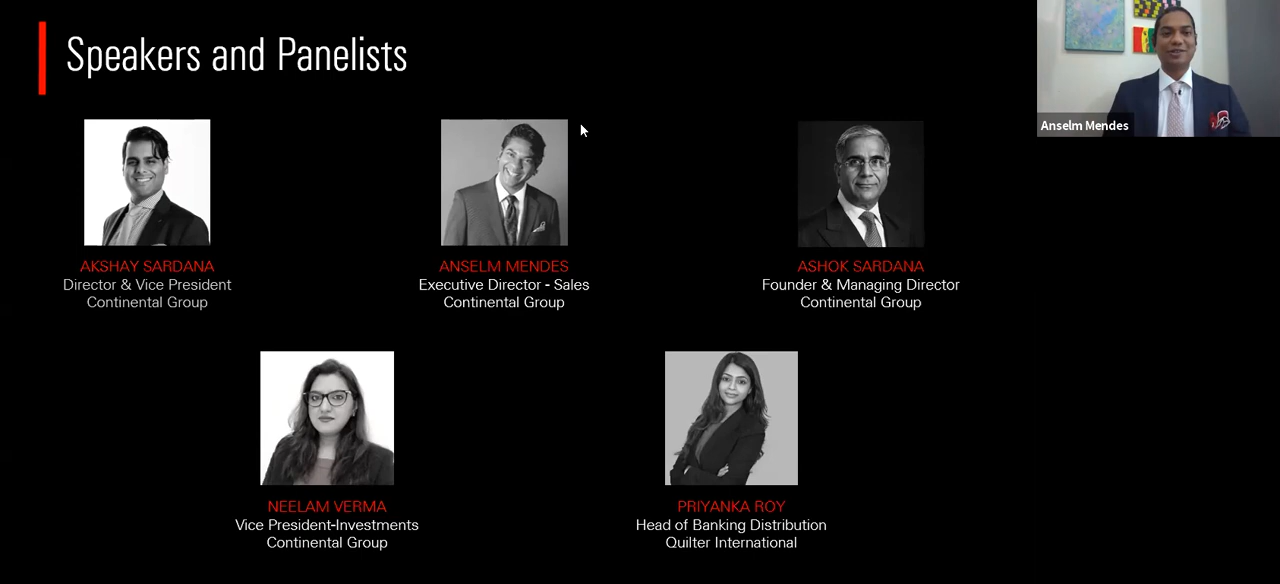 Speakers and Panelists
Anselm Mendes
AKSHAY SARDANA
Director & Vice President
Continental Group
ANSELM MENDES
Executive Director - Sales
Continental Group
ASHOK SARDANA
Founder & Managing Director
Continental Group
NEELAM VERMA
Vice President-Investments
Continental Group
PRIYANKA ROY
Head of Banking Distribution
Quilter International